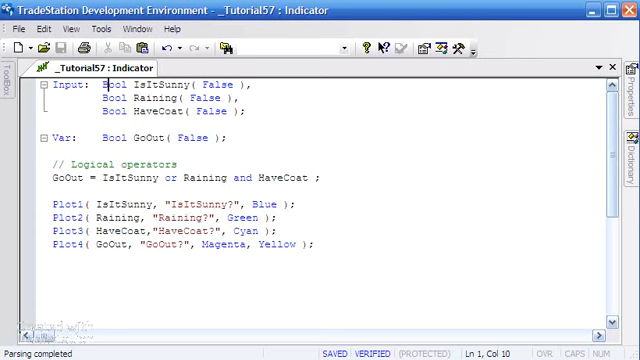 TradeStation Development Environment - _Tutorial57 : Indicator
File Edit View Tools Help
_Tutorial57 : Indicator
ToolBox
Properties
Dictionary
Input: Bool IsItSunny( False ),
Bool Raining( False ),
Bool HaveCoat( False );
Var: Bool GoOut( False );
// Logical operators
GoOut = IsItSunny or Raining and HaveCoat ;
Plot1( IsItSunny, "IsItSunny?", Blue );
Plot2( Raining, "Raining?", Green );
Plot3( HaveCoat,"HaveCoat?", Cyan );
Plot4( GoOut, "GoOut?", Magenta, Yellow );
Parsing completed SAVED VERIFIED (PROTECTED) Ln 1, Col 10 OVR CAPS NUM